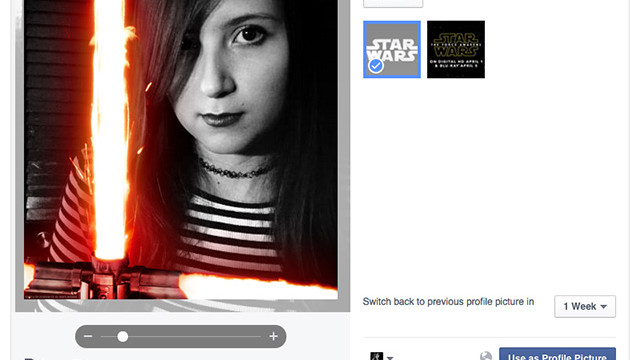 STAR
WARS
STAR
THE FORCE AWAKENS
WARS
ON DIGITAL HD APRIL 1
& BLU-RAY APRIL 5
Switch back to previous profile picture in
1 Week
Use as Profile Picture